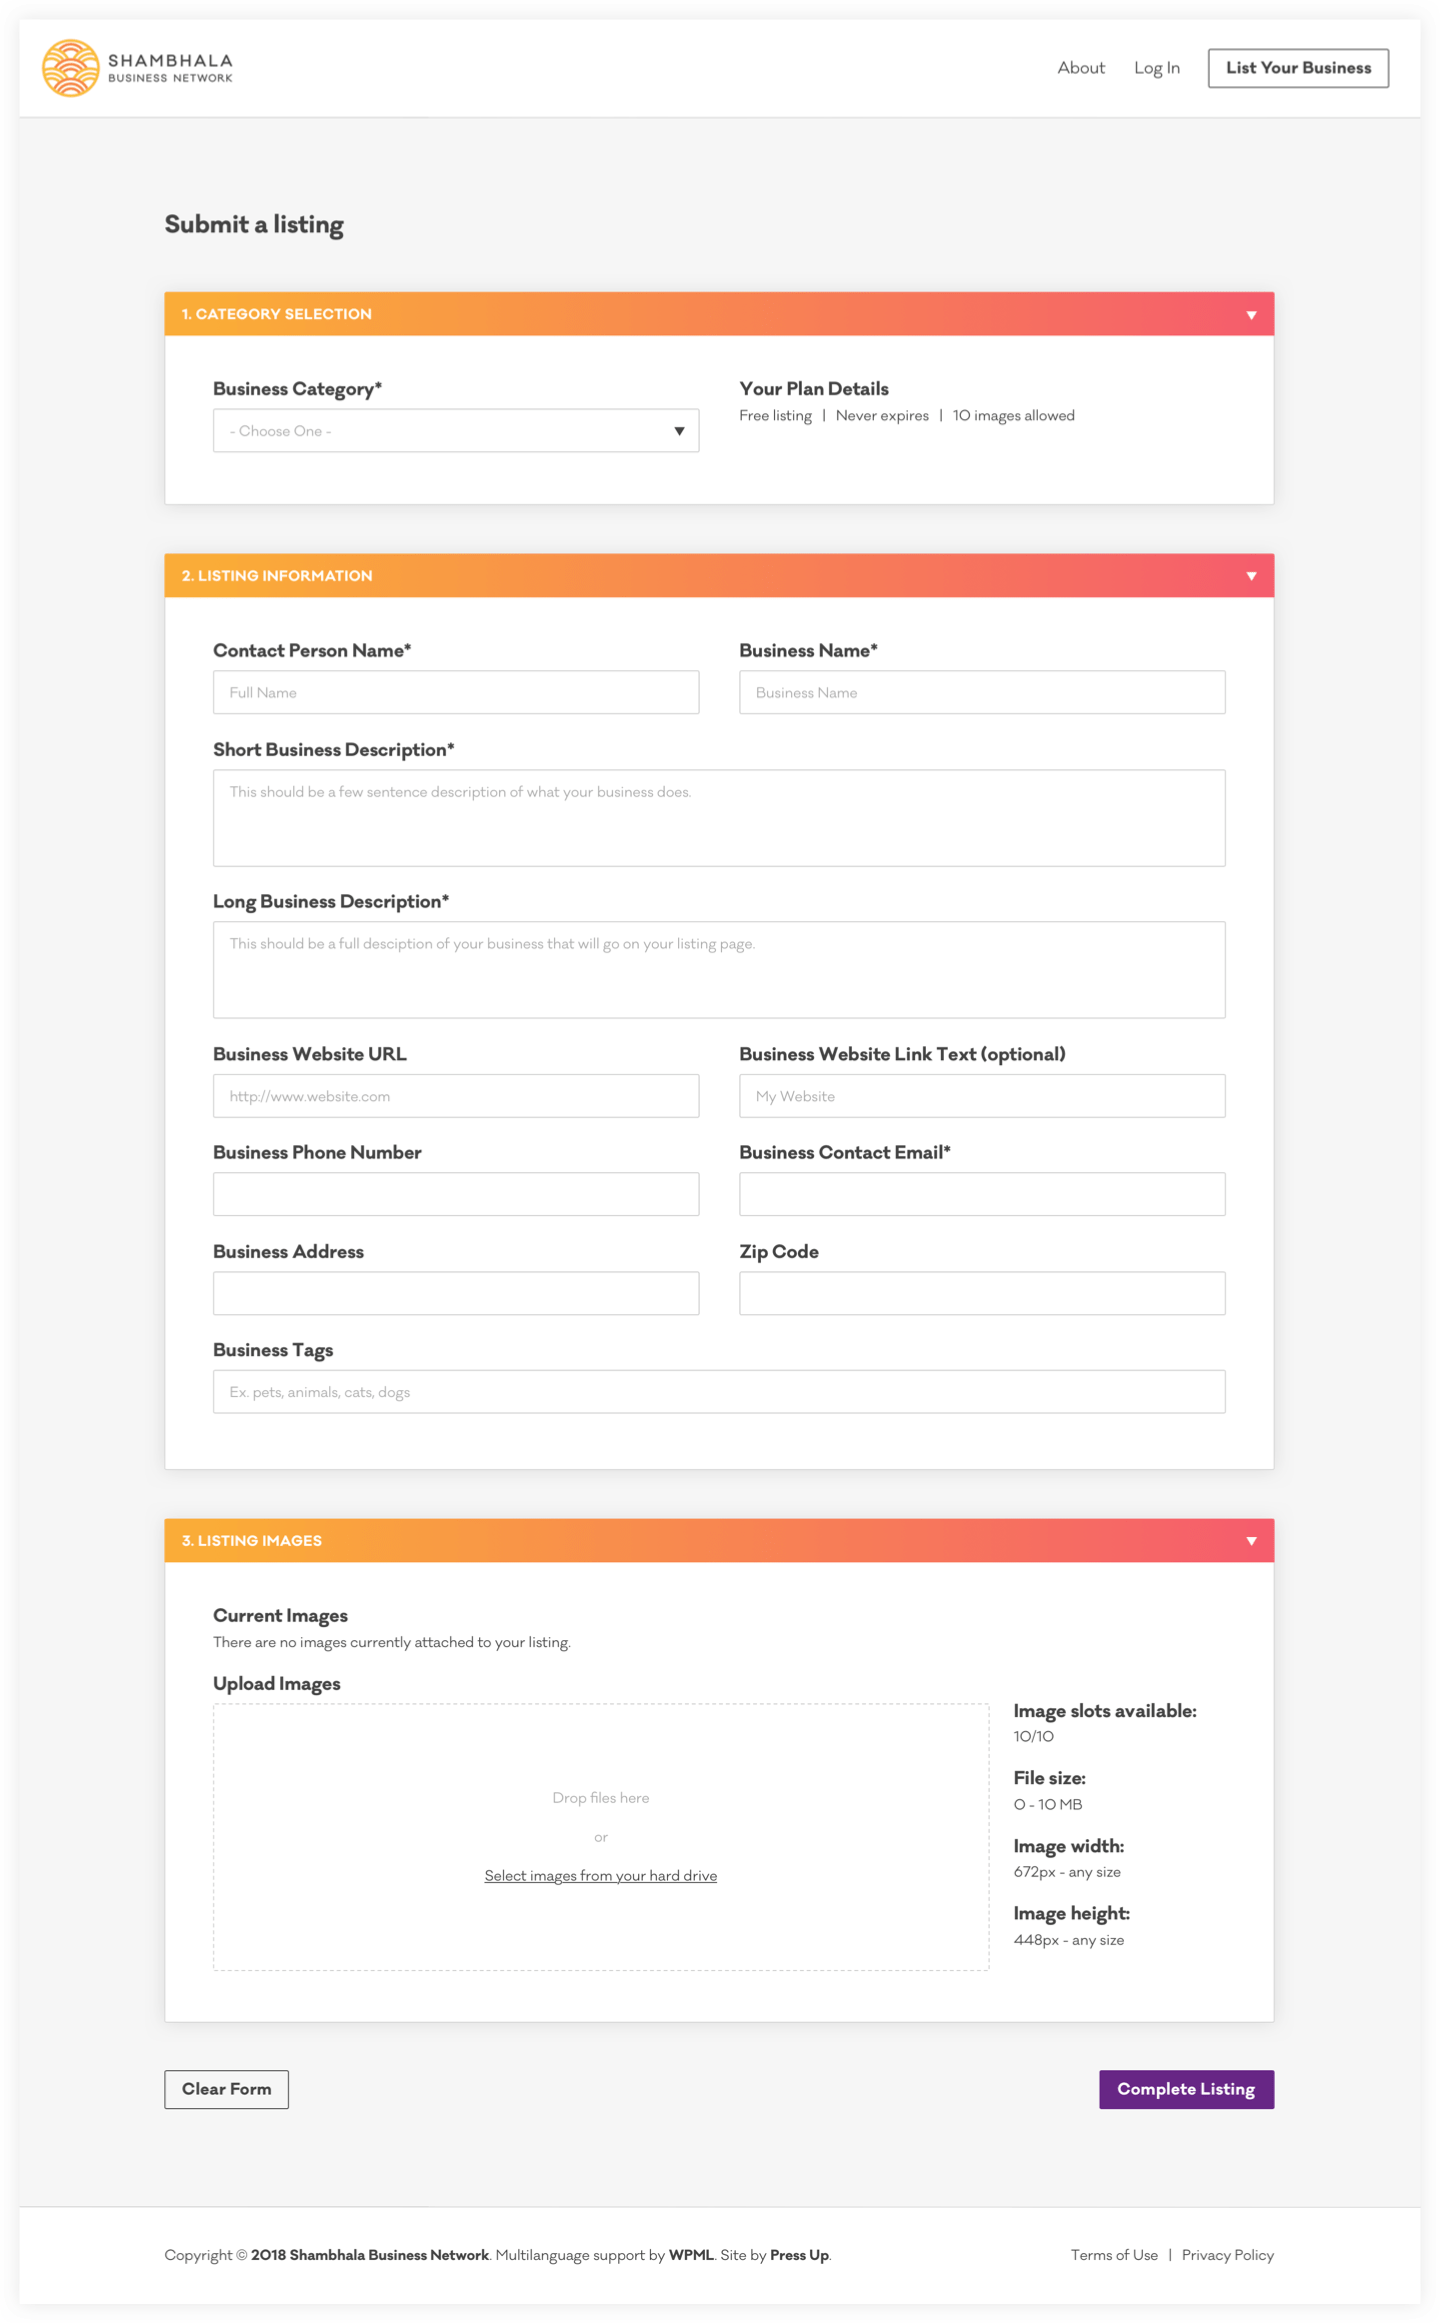 SHAMBHALA
BUSINESS NETWORK
About
Log In
List Your Business
Submit a listing
1. CATEGORY SELECTION
Business Category*
- Choose One -
Your Plan Details
Free listing | Never expires | 10 images allowed
2. LISTING INFORMATION
Contact Person Name*
Full Name
Business Name*
Business Name
Short Business Description*
This should be a few sentence description of what your business does.
Long Business Description*
This should be a full desciption of your business that will go on your listing page.
Business Website URL
http://www.website.com
Business Website Link Text (optional)
My Website
Business Phone Number
Business Contact Email*
Business Address
Zip Code
Business Tags
Ex. pets, animals, cats, dogs
3. LISTING IMAGES
Current Images
There are no images currently attached to your listing.
Upload Images
Drop files here
or
Select images from your hard drive
Image slots available:
10/10
File size:
0 - 10 MB
Image width:
672px - any size
Image height:
448px - any size
Clear Form
Complete Listing
Copyright © 2018 Shambhala Business Network. Multilanguage support by WPML. Site by Press Up.
Terms of Use | Privacy Policy